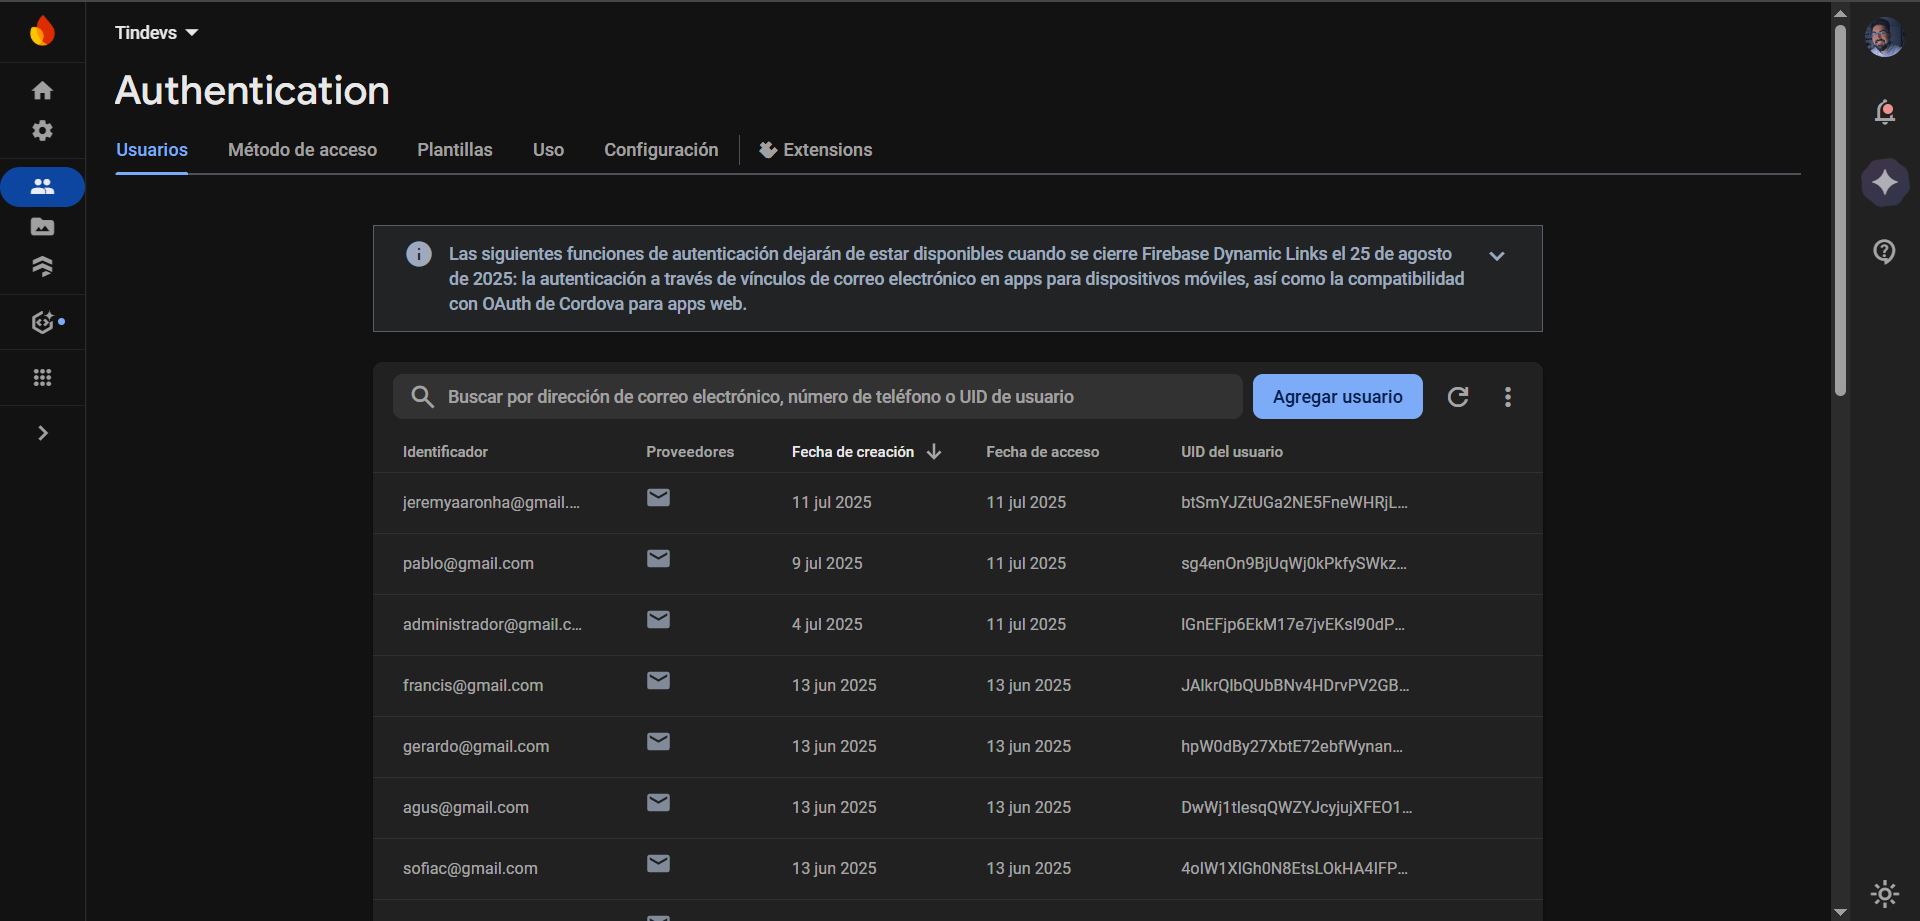 Tindevs
Authentication
Usuarios Método de acceso Plantillas Uso Configuración Extensions
Las siguientes funciones de autenticación dejarán de estar disponibles cuando se cierre Firebase Dynamic Links el 25 de agosto
de 2025: la autenticación a través de vínculos de correo electrónico en apps para dispositivos móviles, así como la compatibilidad
con OAuth de Cordova para apps web.
Buscar por dirección de correo electrónico, número de teléfono o UID de usuario Agregar usuario
Identificador Proveedores Fecha de creación Fecha de acceso UID del usuario
jeremyaaronha@gmail.... 11 jul 2025 11 jul 2025 btSmYJZtUGa2NE5FneWHRjL...
pablo@gmail.com 9 jul 2025 11 jul 2025 sg4enOn9BjUqWj0kPkfySWkz...
administrador@gmail.c... 4 jul 2025 11 jul 2025 IGnEFjp6EkM17e7jvEKsI90dP...
francis@gmail.com 13 jun 2025 13 jun 2025 JAlkrQlbQUbBNv4HDrvPV2GB...
gerardo@gmail.com 13 jun 2025 13 jun 2025 hpW0dBy27XbtE72ebfWynan...
agus@gmail.com 13 jun 2025 13 jun 2025 DwWj1tlesqQWZYJcyjujXFEO1...
sofiac@gmail.com 13 jun 2025 13 jun 2025 4oIW1XIGh0N8EtsLOkHA4IFP...